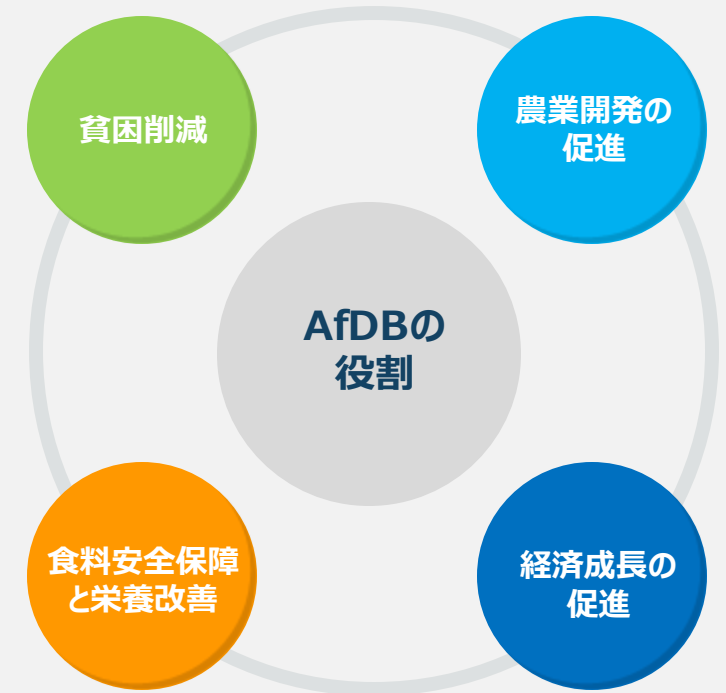 貧困削減
農業開発の
促進
AfDBの
役割
食料安全保障
と栄養改善
経済成長の
促進